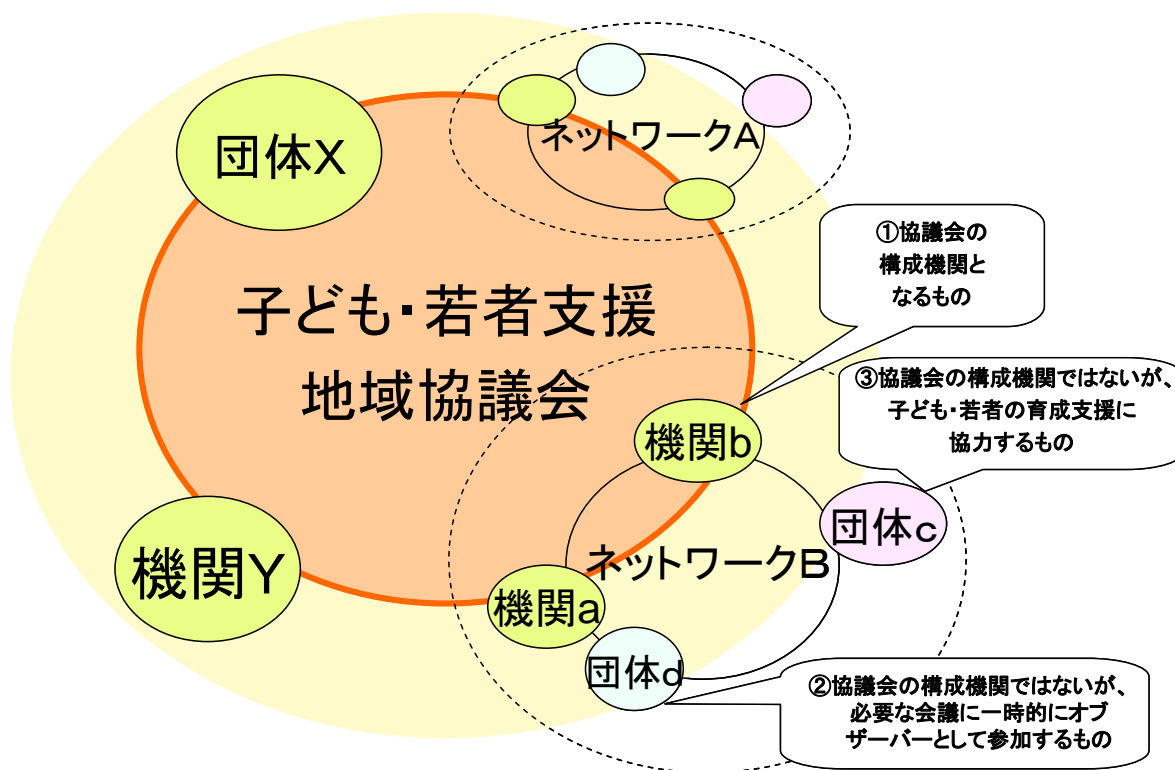 団体X
ネットワークA
子ども・若者支援
地域協議会
①協議会の
構成機関と
なるもの
③協議会の構成機関ではないが、
子ども・若者の育成支援に
協力するもの
機関b
団体c
機関Y
ネットワークB
機関a
団体d
②協議会の構成機関ではないが、
必要な会議に一時的にオブ
ザーバーとして参加するもの